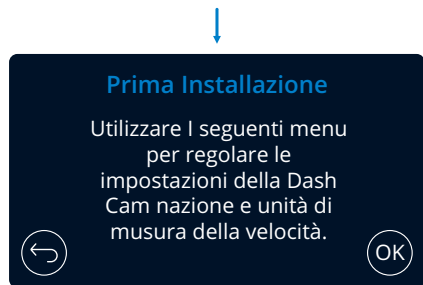 Prima Installazione
Utilizzare I seguenti menu
per regolare le
impostazioni della Dash
Cam nazione e unità di
musura della velocità.
OK